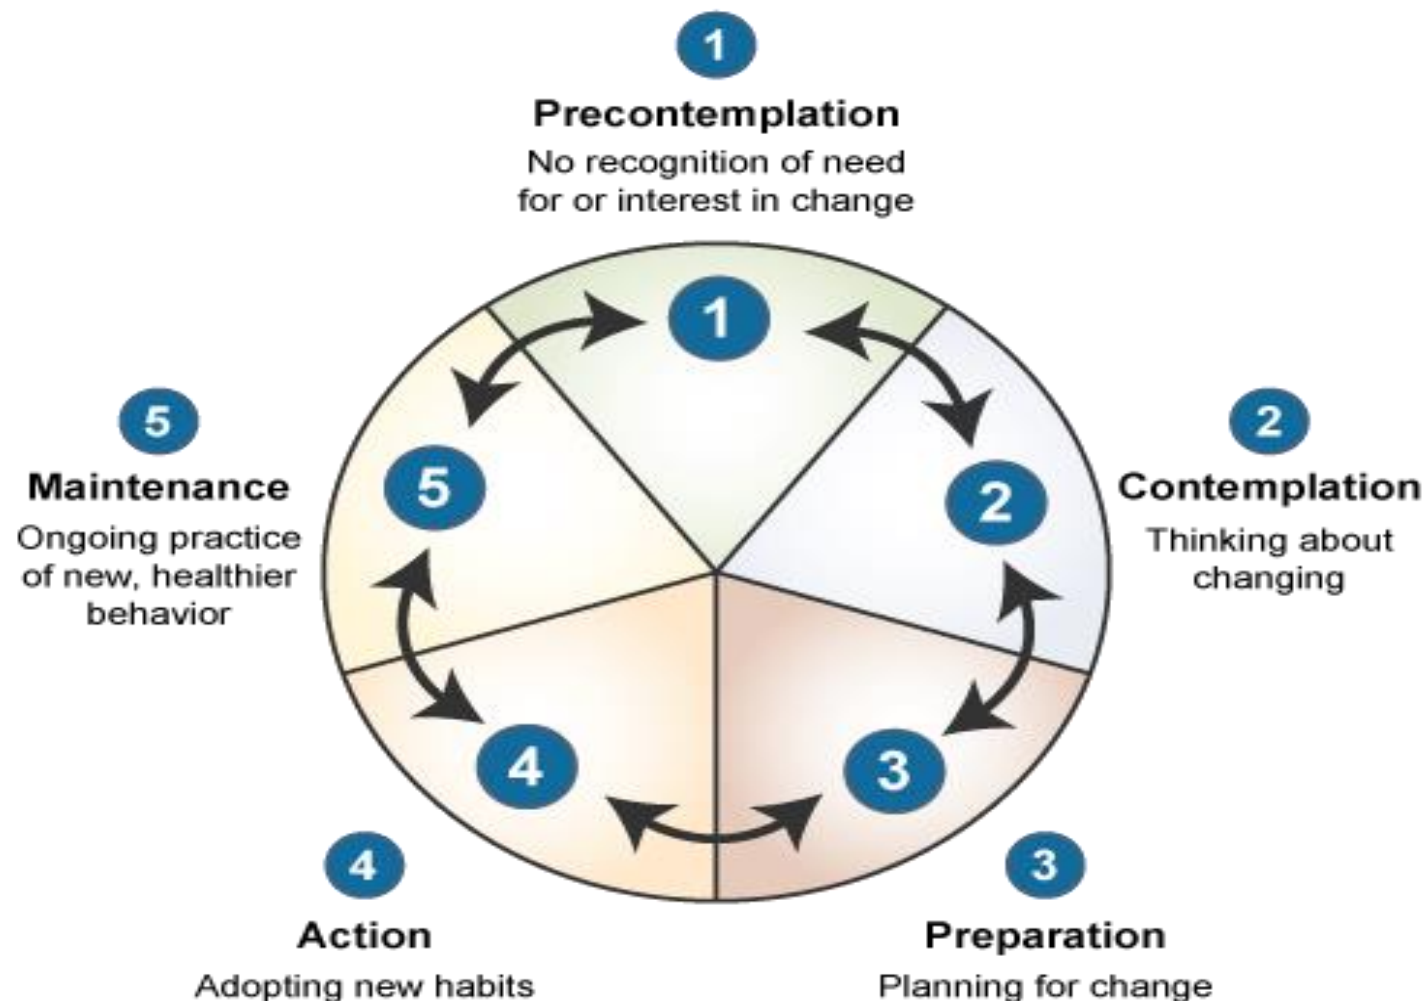 1
Precontemplation
No recognition of need
for or interest in change
1
2
Contemplation
Thinking about
changing
2
3
3
Preparation
Planning for change
4
4
Action
Adopting new habits
5
5
Maintenance
Ongoing practice
of new, healthier
behavior